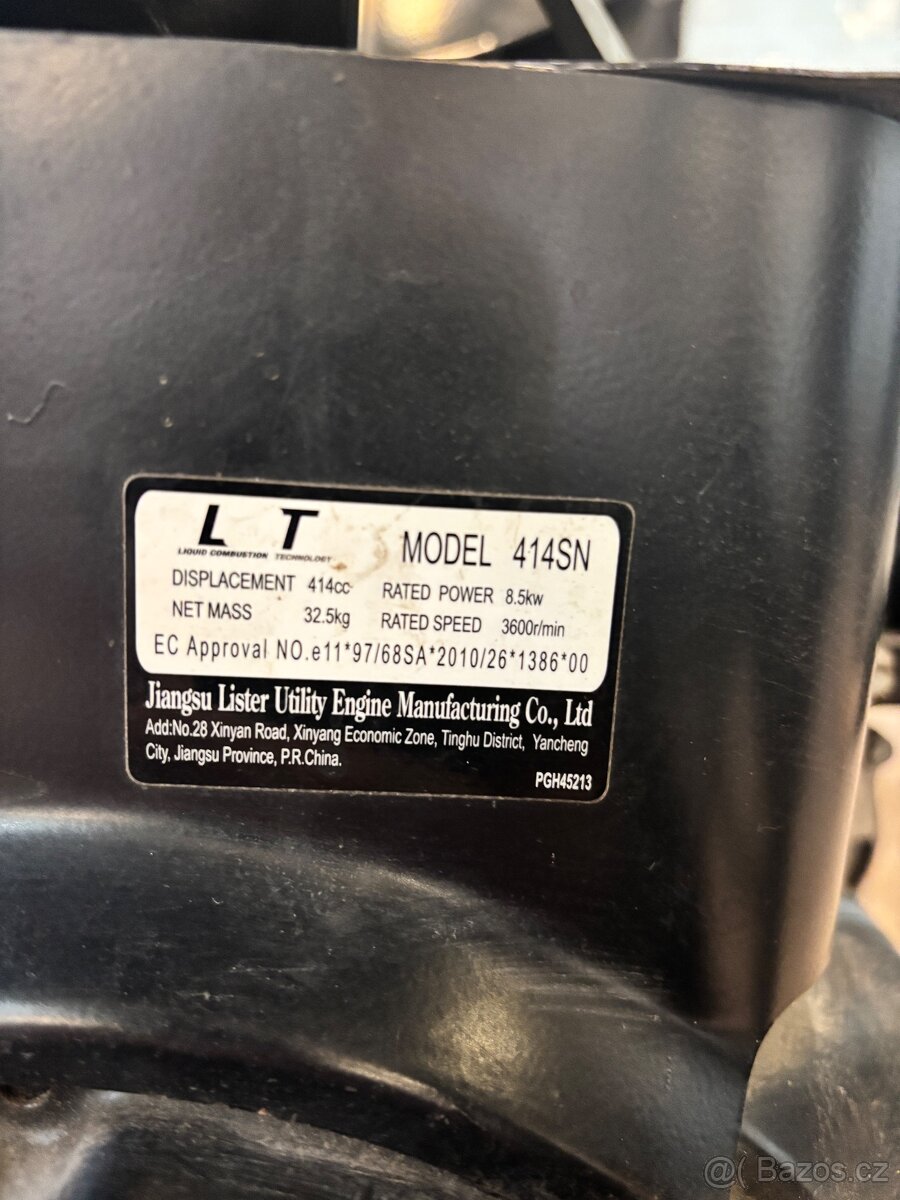 L T
LIQUID COMBUSTION TECHNOLOGY
MODEL 414SN
DISPLACEMENT 414cc RATED POWER 8.5kw
NET MASS 32.5kg RATED SPEED 3600r/min
EC Approval NO.e11*97/68SA*2010/26*1386*00
Jiangsu Lister Utility Engine Manufacturing Co., Ltd
Add:No.28 Xinyan Road, Xinyang Economic Zone, Tinghu District, Yancheng
City, Jiangsu Province, P.R.China.
PGH45213
@( Bazos.cz